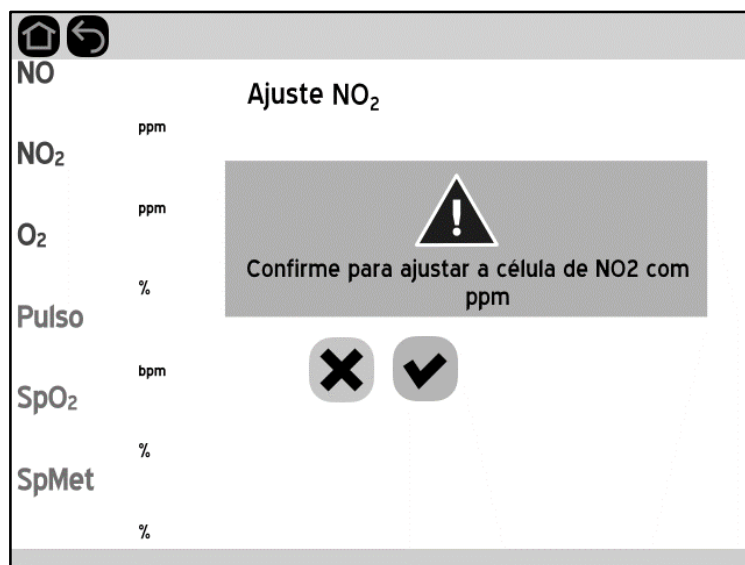 NO
ppm
NO₂
ppm
O₂
%
Pulso
bpm
SpO₂
%
SpMet
%
Ajuste NO₂
!
Confirme para ajustar a célula de NO2 com
ppm